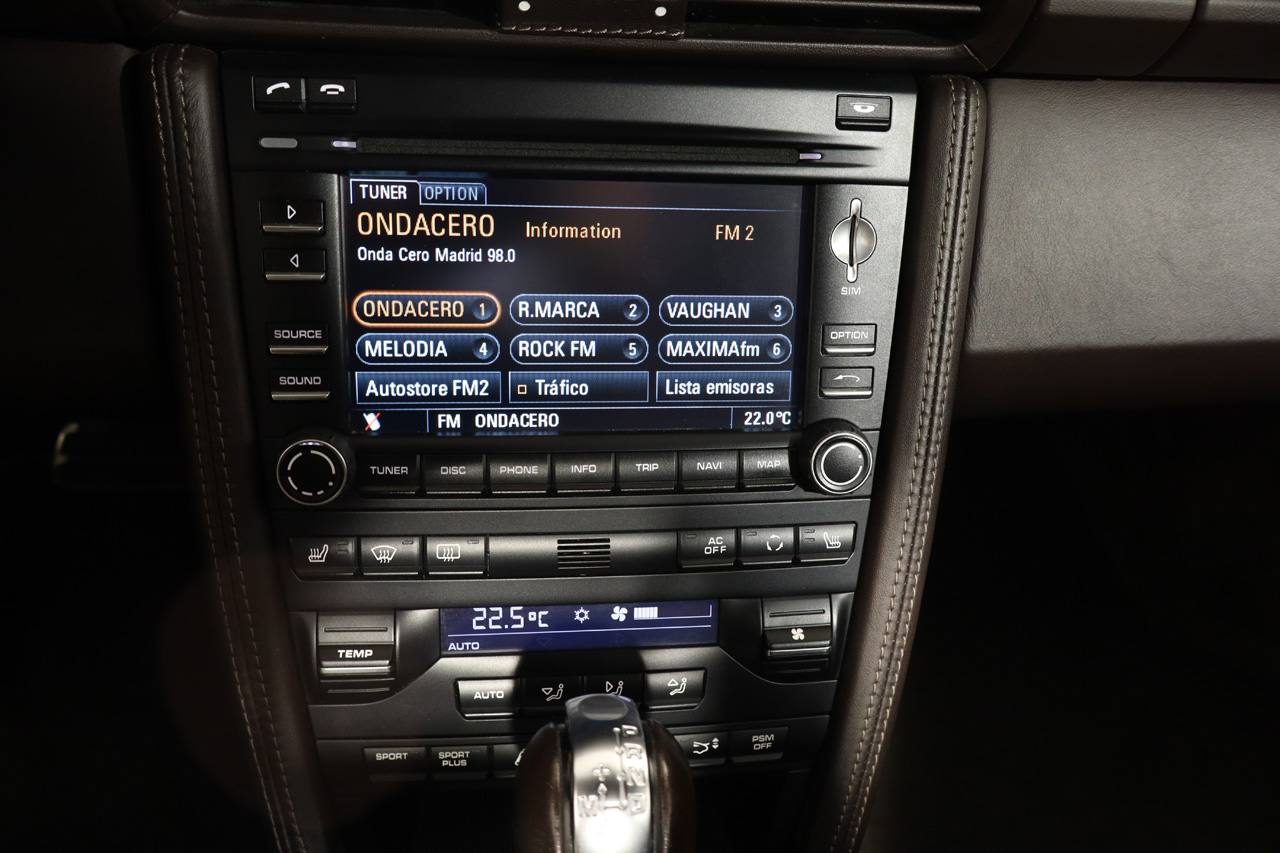 TUNER OPTION
ONDACERO Information FM 2
Onda Cero Madrid 98.0
ONDACERO 1 R.MARCA 2 VAUGHAN 3
MELODIA 4 ROCK FM 5 MAXIMAfm 6
Autostore FM2 Tráfico Lista emisoras
FM ONDACERO 22.0°C
SOURCE
SOUND
SIM
OPTION
TUNER DISC PHONE INFO TRIP NAVI MAP
AC
OFF
22.5°C
AUTO
TEMP
AUTO
SPORT
SPORT
PLUS
PSM
OFF
P
R
N
D
+
M
-